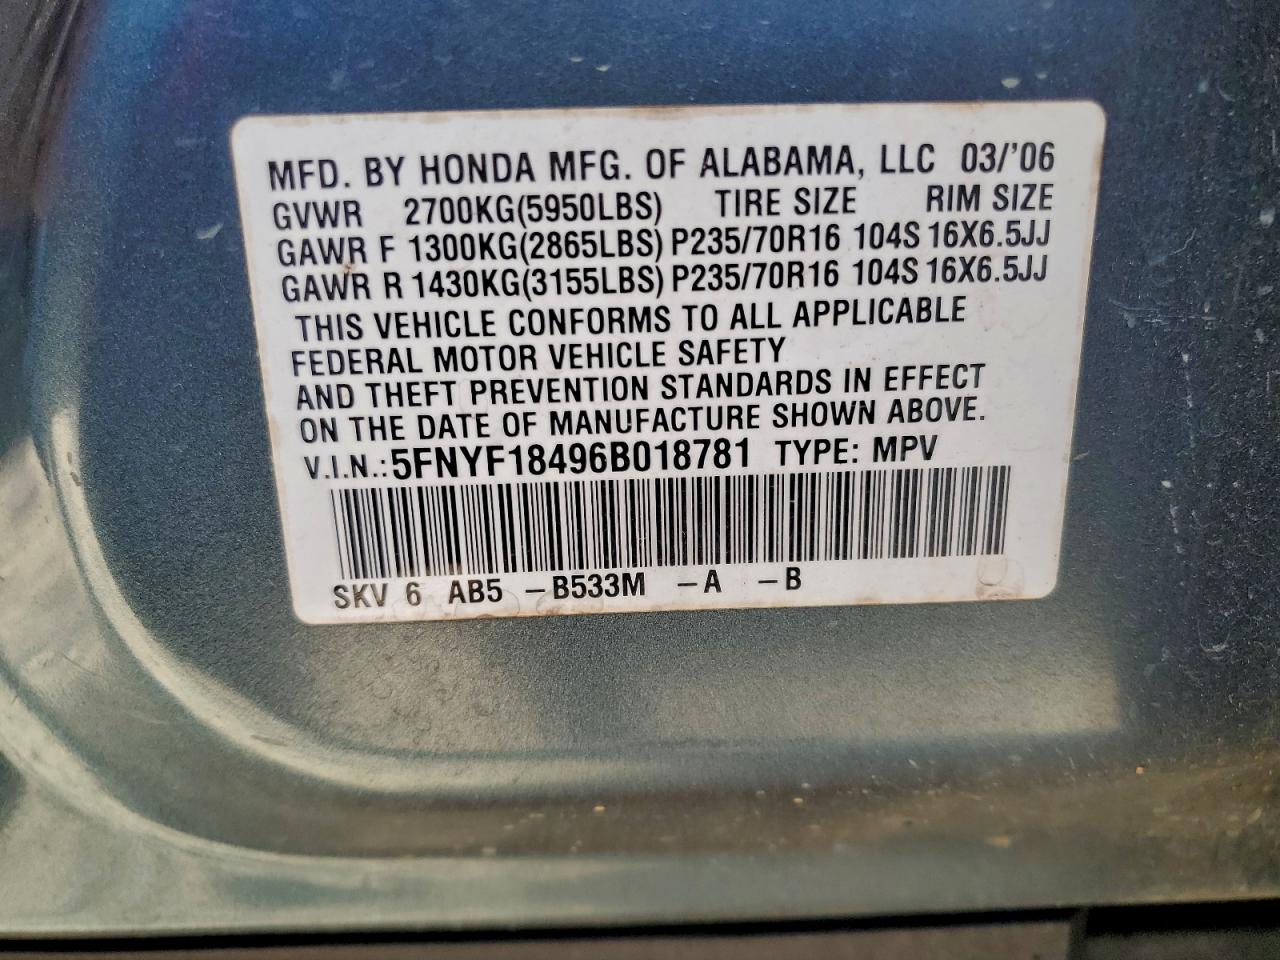 MFD. BY HONDA MFG. OF ALABAMA, LLC 03/'06
GVWR 2700KG(5950LBS) TIRE SIZE RIM SIZE
GAWR F 1300KG(2865LBS) P235/70R16 104S 16X6.5JJ
GAWR R 1430KG(3155LBS) P235/70R16 104S 16X6.5JJ
THIS VEHICLE CONFORMS TO ALL APPLICABLE
FEDERAL MOTOR VEHICLE SAFETY
AND THEFT PREVENTION STANDARDS IN EFFECT
ON THE DATE OF MANUFACTURE SHOWN ABOVE.
V.I.N.: 5FNYF18496B018781 TYPE: MPV
SKV 6 AB5 -B533M -A -B